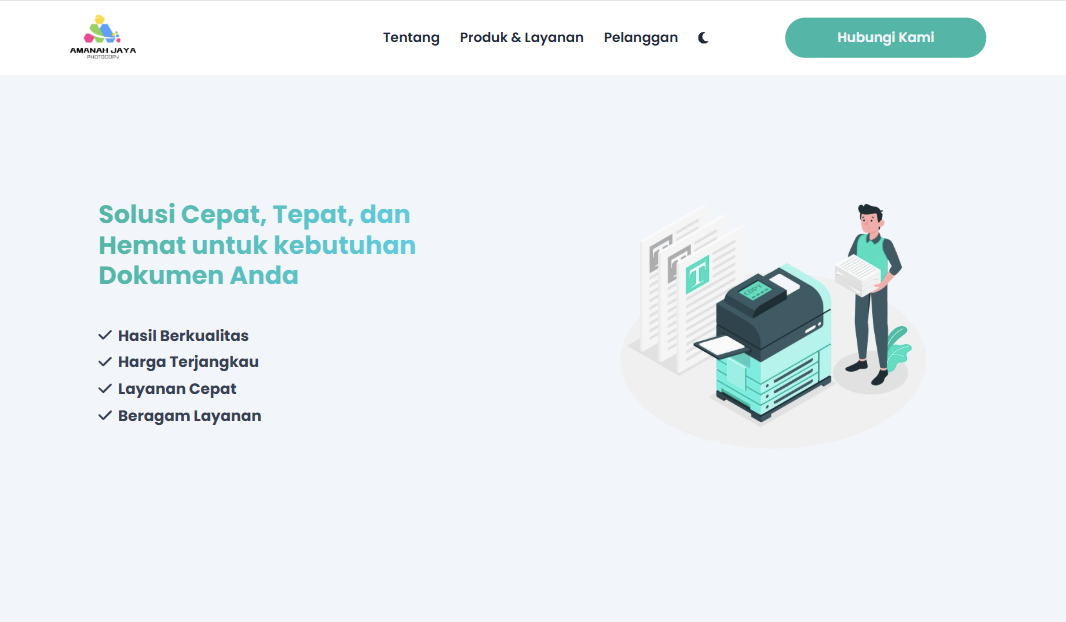 AMANAH JAYA
PHOTOCOPY
Tentang
Produk & Layanan
Pelanggan
Hubungi Kami
Solusi Cepat, Tepat, dan
Hemat untuk kebutuhan
Dokumen Anda
Hasil Berkualitas
Harga Terjangkau
Layanan Cepat
Beragam Layanan
T
T
T
COPY